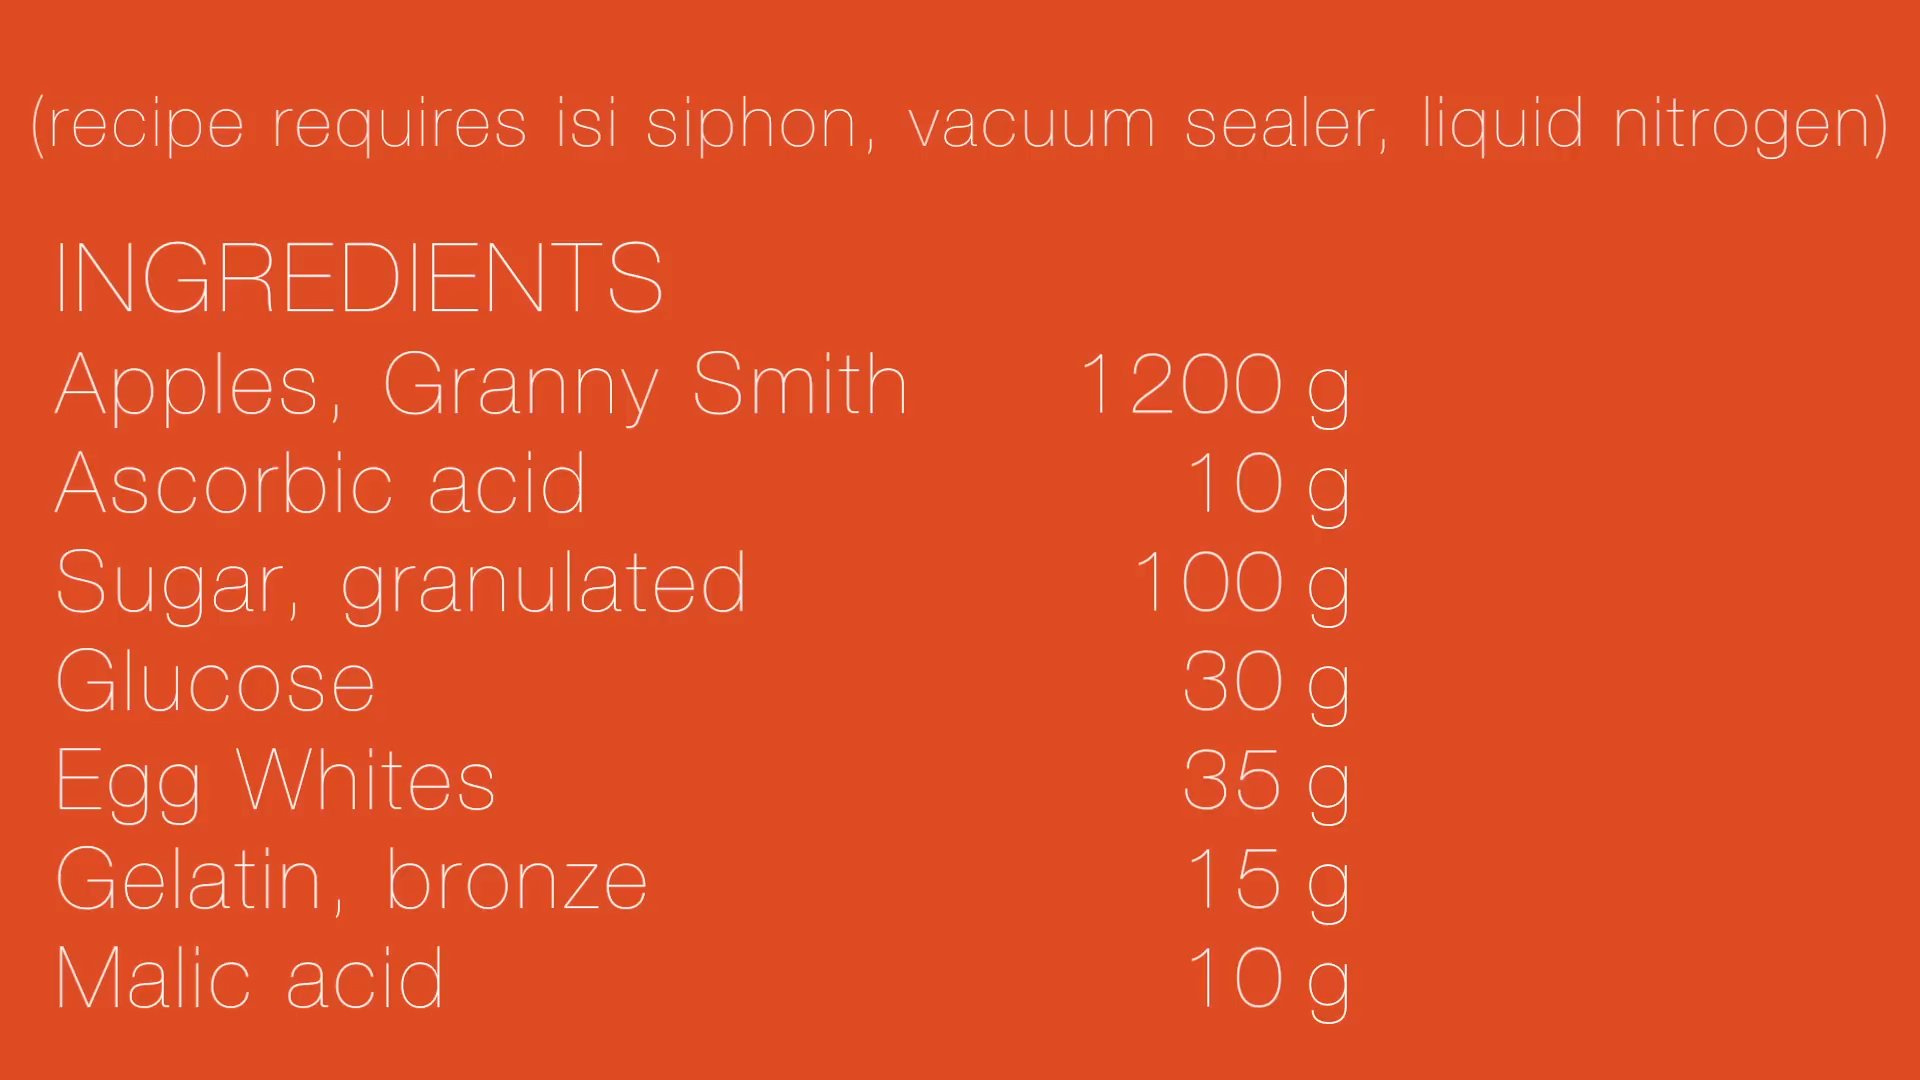 (recipe requires isi siphon, vacuum sealer, liquid nitrogen)
INGREDIENTS
Apples, Granny Smith 1200 g
Ascorbic acid 10 g
Sugar, granulated 100 g
Glucose 30 g
Egg Whites 35 g
Gelatin, bronze 15 g
Malic acid 10 g